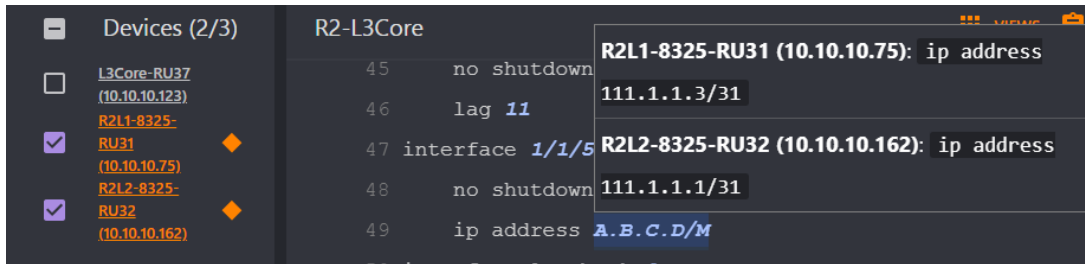 Devices (2/3)
L3Core-RU37
(10.10.10.123)
R2L1-8325-
RU31
(10.10.10.75)
R2L2-8325-
RU32
(10.10.10.162)
R2-L3Core
VIEWS
45 no shutdown
46 lag 11
47 interface 1/1/5
48 no shutdown
49 ip address A.B.C.D/M
R2L1-8325-RU31 (10.10.10.75): ip address
111.1.1.3/31
R2L2-8325-RU32 (10.10.10.162): ip address
111.1.1.1/31